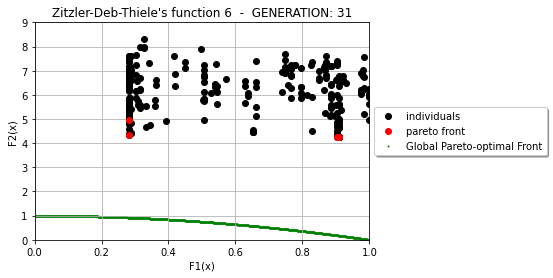 Zitzler-Deb-Thiele's function 6 - GENERATION: 31
F2(x)
9
8
7
6
5
4
3
2
1
0
0.0 0.2 0.4 0.6 0.8 1.0
F1(x)
individuals
pareto front
Global Pareto-optimal Front